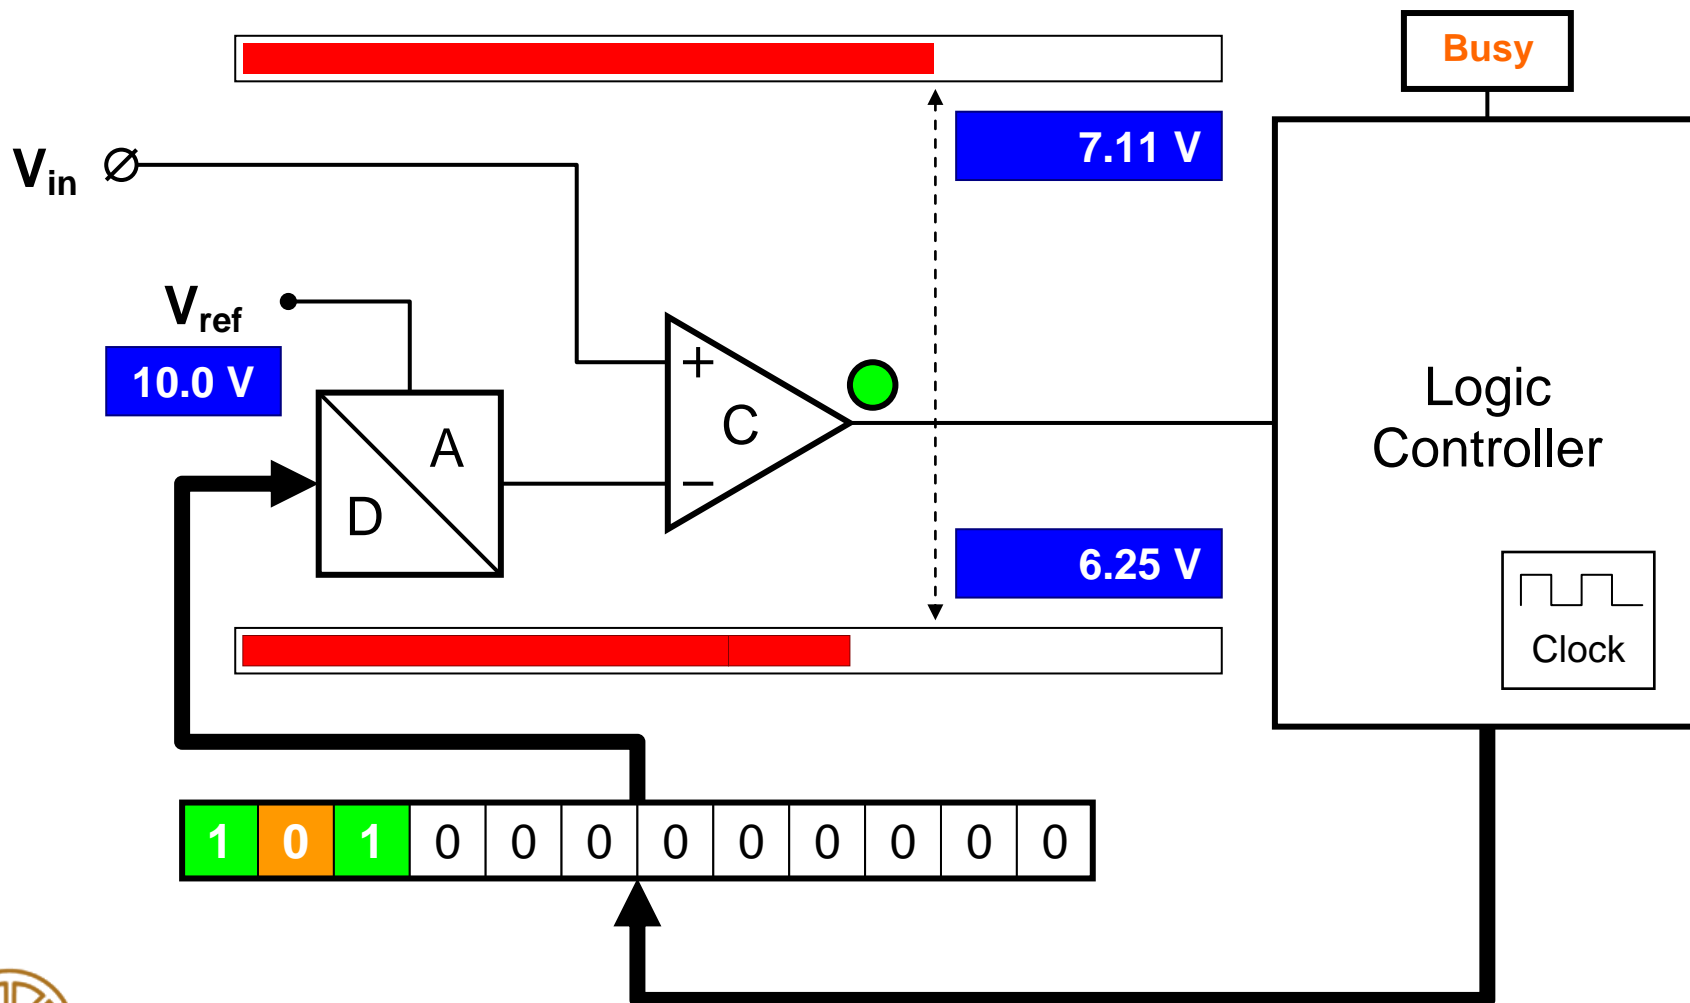 Busy
7.11 V
Vin
Vref
10.0 V
+
A
C
D
−
Logic
Controller
6.25 V
Clock
1 0 1 0 0 0 0 0 0 0 0 0